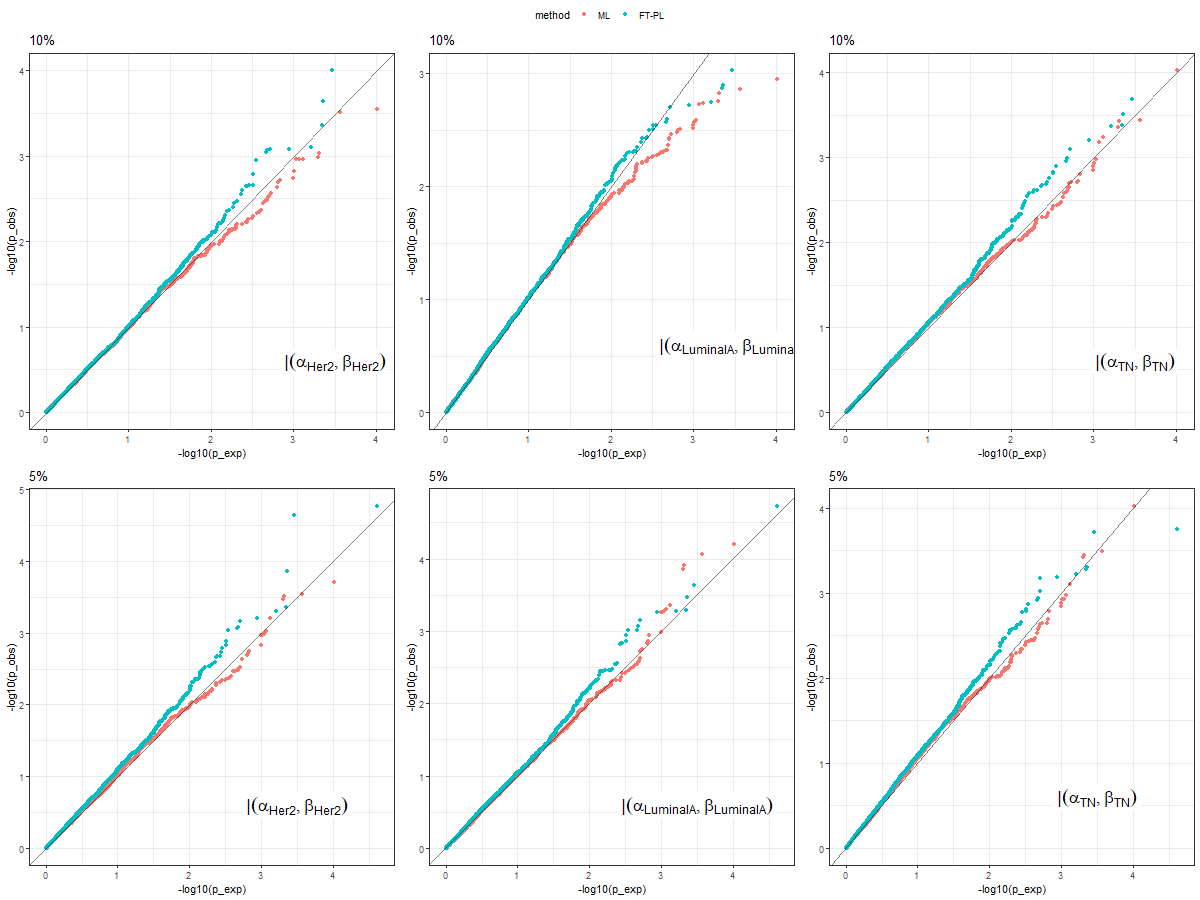 method ML FT-PL
10% 10% 10%
-log10(p_obs) -log10(p_obs) -log10(p_obs)
4 3 4
3 2 3
2 1 2
1 0 1
0 0
|(αHer2, βHer2) |(αLuminalA, βLumina |(αTN, βTN)
0 1 2 3 4 0 1 2 3 4 0 1 2 3 4
-log10(p_exp) -log10(p_exp) -log10(p_exp)
5% 5% 5%
-log10(p_obs) -log10(p_obs) -log10(p_obs)
5 4 4
4 3 3
3 2 2
2 1 1
1 0 0
0
|(αHer2, βHer2) |(αLuminalA, βLuminalA) |(αTN, βTN)
0 1 2 3 4 0 1 2 3 4 0 1 2 3 4
-log10(p_exp) -log10(p_exp) -log10(p_exp)